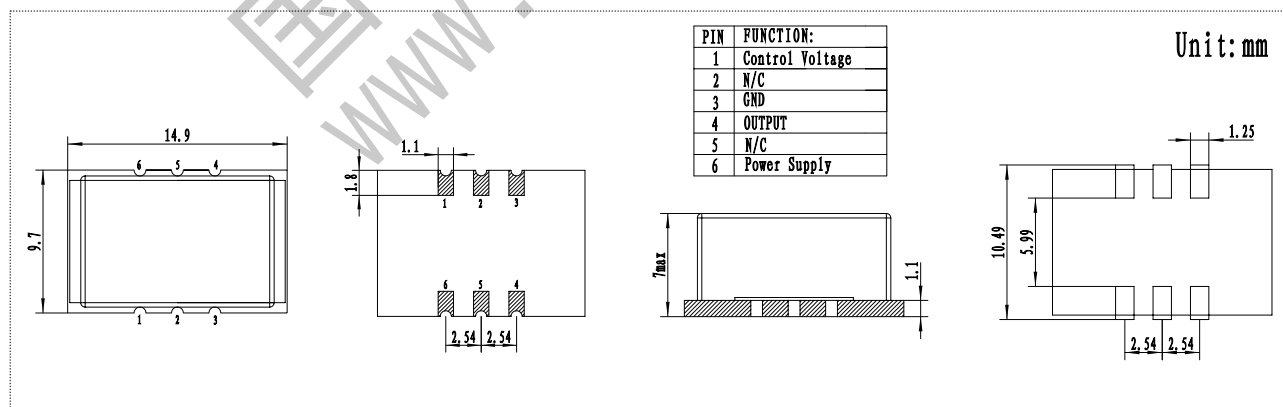 国
www.
PIN FUNCTION:
1 Control Voltage
2 N/C
3 GND
4 OUTPUT
5 N/C
6 Power Supply
Unit:mm
14.9
6 5 4
9.7
1 2 3
1.1
1.8
1 2 3
6 5 4
2,54 2,54
7max
1.1
1.25
10.49
5.99
2,54 2,54